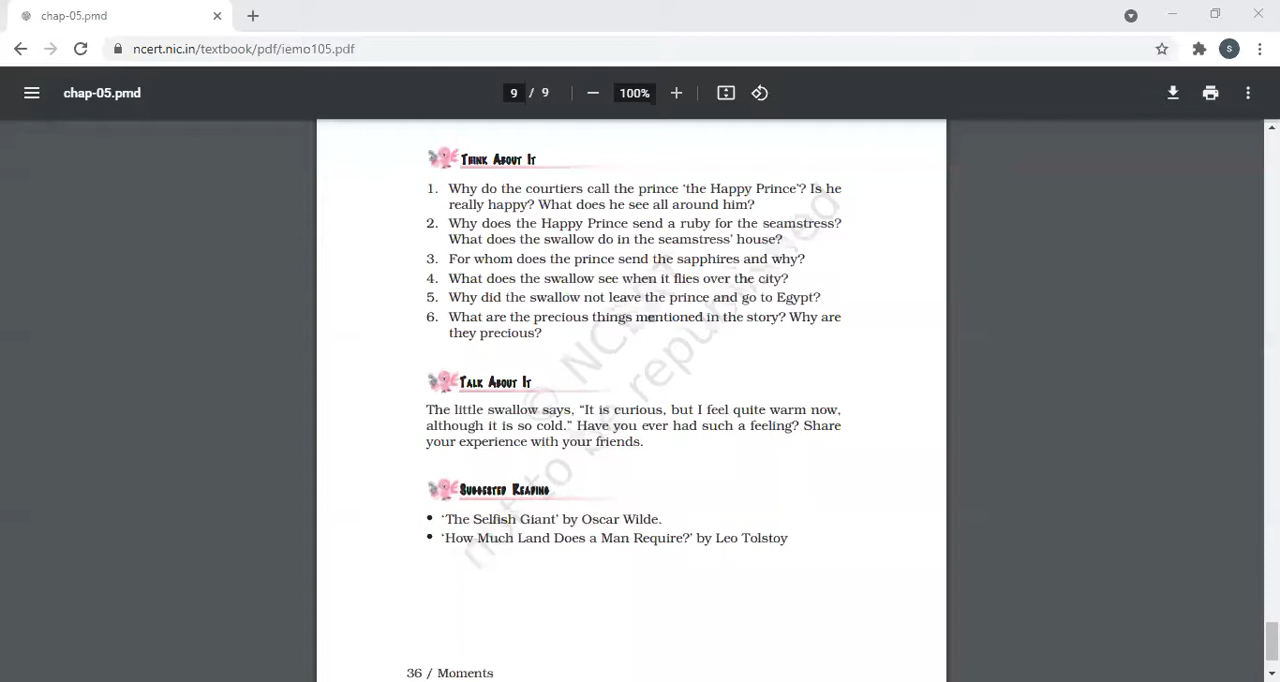 chap-05.pmd
ncert.nic.in/textbook/pdf/iemo105.pdf
S
chap-05.pmd
9 / 9
100%
Think About It
1. Why do the courtiers call the prince ‘the Happy Prince’? Is he
really happy? What does he see all around him?
2. Why does the Happy Prince send a ruby for the seamstress?
What does the swallow do in the seamstress’ house?
3. For whom does the prince send the sapphires and why?
4. What does the swallow see when it flies over the city?
5. Why did the swallow not leave the prince and go to Egypt?
6. What are the precious things mentioned in the story? Why are
they precious?
Talk About It
The little swallow says, “It is curious, but I feel quite warm now,
although it is so cold.” Have you ever had such a feeling? Share
your experience with your friends.
Suggested Reading
• ‘The Selfish Giant’ by Oscar Wilde.
• ‘How Much Land Does a Man Require?’ by Leo Tolstoy
36 / Moments
© NCERT
not to be republished